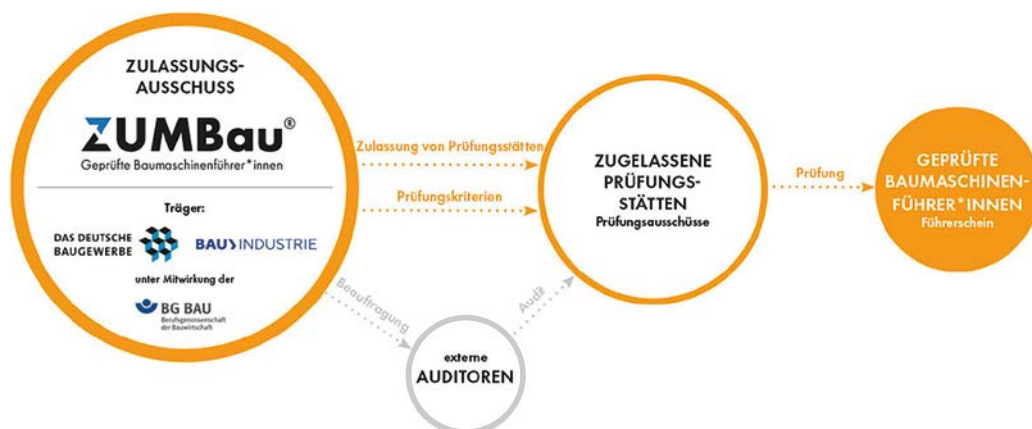 ZULASSUNGS-
AUSSCHUSS
ZUMBau®
Geprüfte Baumaschinenführer*innen
Träger:
DAS DEUTSCHE
BAUGEWERBE
BAUINDUSTRIE
unter Mitwirkung der
BG BAU
Berufsgenossenschaft
der Bauwirtschaft
Zulassung von Prüfungsstätten
Prüfungskriterien
Beauftragung
externe
AUDITOREN
Audit
ZUGELASSENE
PRÜFUNGS-
STÄTTEN
Prüfungsausschüsse
Prüfung
GEPRÜFTE
BAUMASCHINEN-
FÜHRER*INNEN
Führerschein